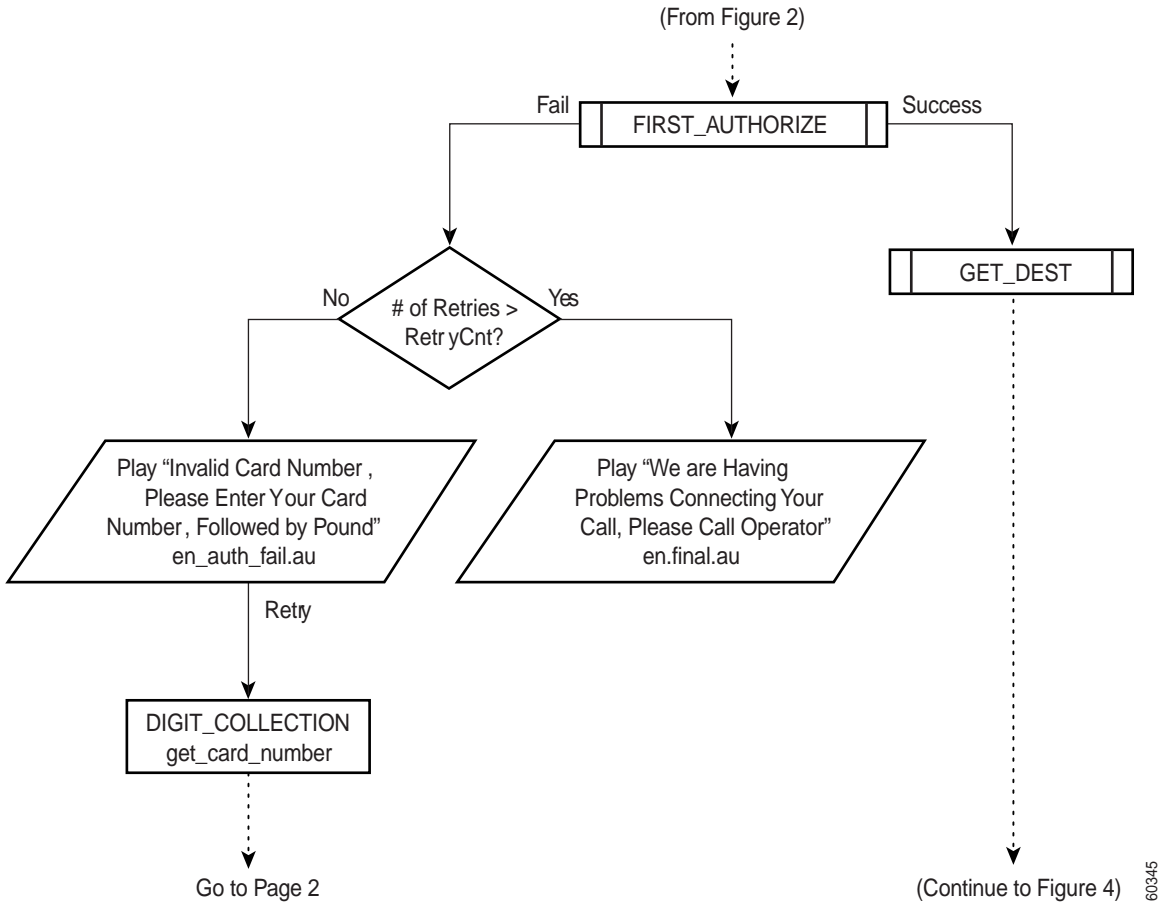 (From Figure 2)
Fail
FIRST_AUTHORIZE
Success
GET_DEST
No
# of Retries >
RetryCnt?
Yes
Play “Invalid Card Number ,
Please Enter Your Card
Number , Followed by Pound”
en_auth_fail.au
Play “We are Having
Problems Connecting Your
Call, Please Call Operator”
en.final.au
Retry
DIGIT_COLLECTION
get_card_number
Go to Page 2
(Continue to Figure 4)
60345